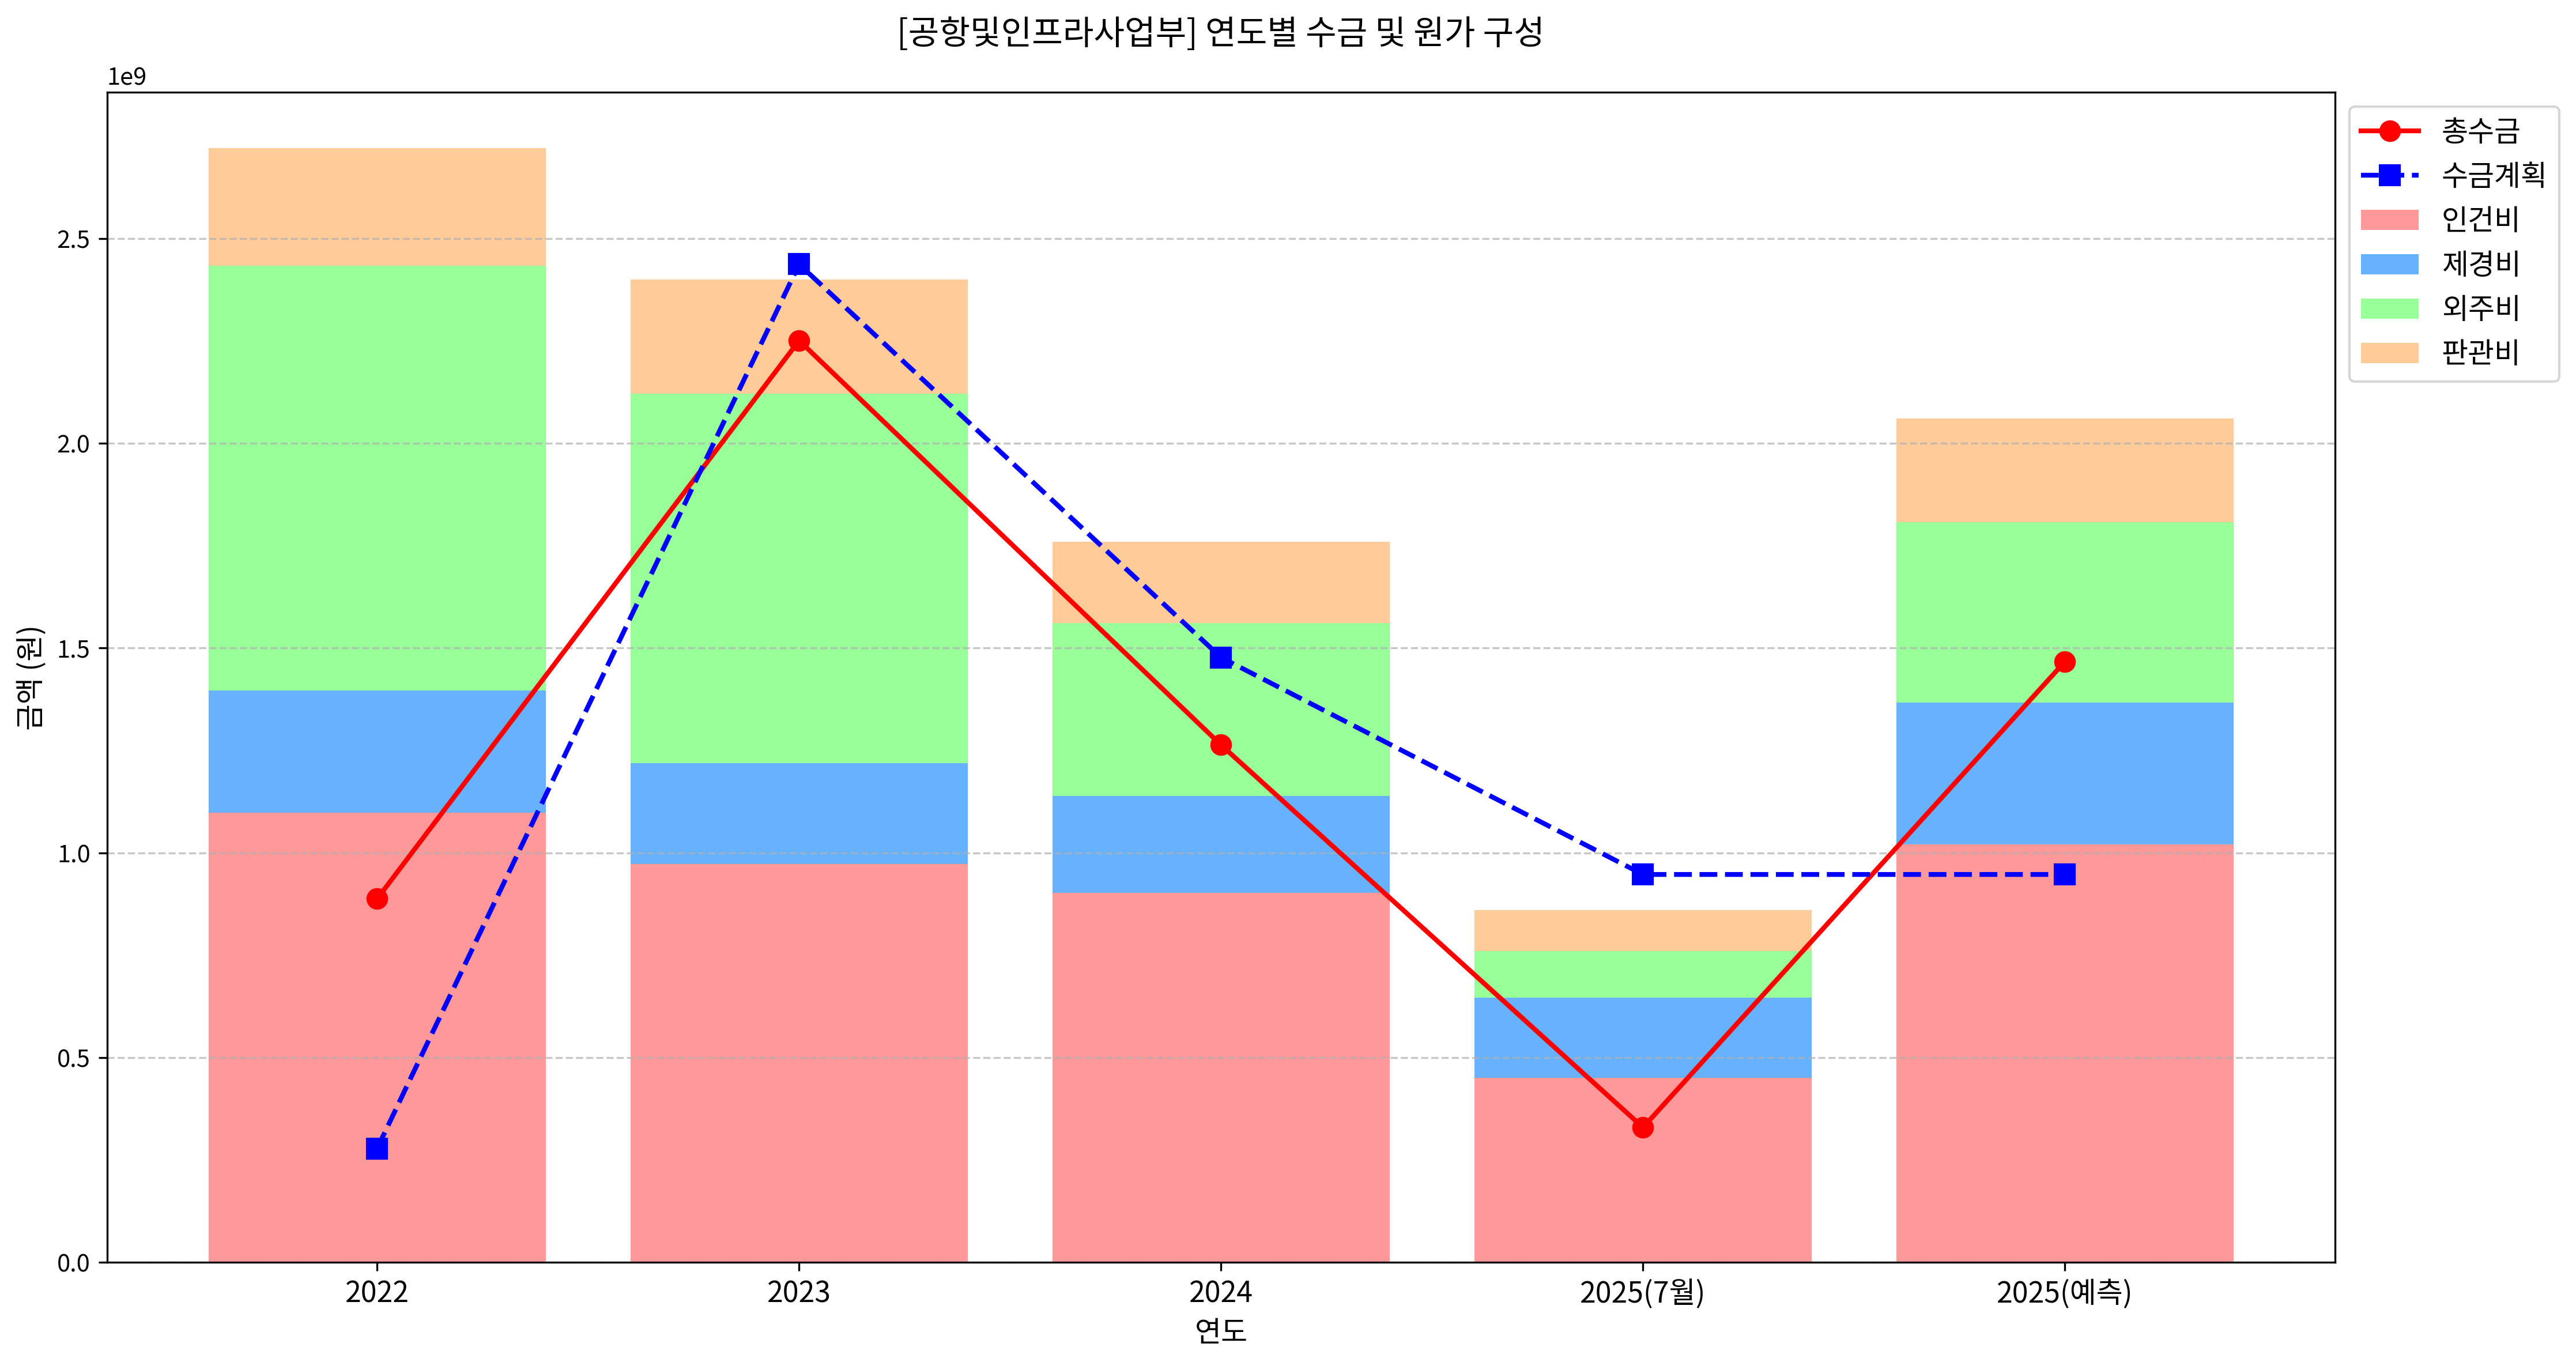 [공항및인프라사업부] 연도별 수금 및 원가 구성
1e9
총수금
수금계획
인건비
제경비
외주비
판관비
2.5
2.0
1.5
1.0
0.5
0.0
금액 (원)
2022
2023
2024
2025(7월)
2025(예측)
연도